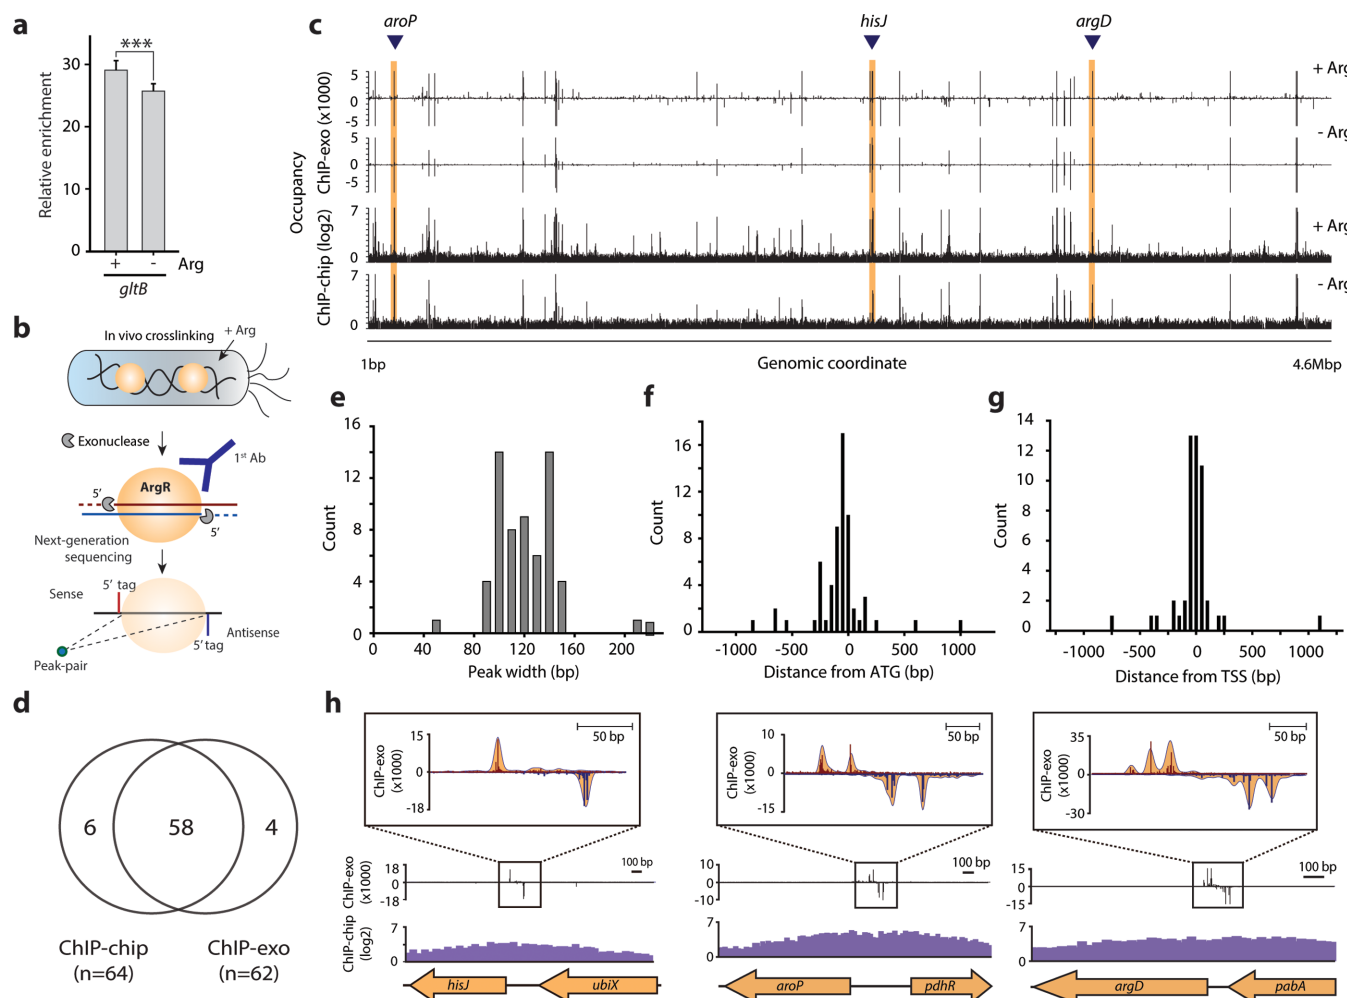 a
***
30
20
10
0
Relative enrichment
+ - Arg
gltB
b
In vivo crosslinking
+ Arg
Exonuclease
1st Ab
ArgR
5’
5’
Next-generation
sequencing
5’ tag
Sense
Antisense
5’ tag
Peak-pair
c
aroP hisJ argD
Occupancy
ChIP-exo (x1000)
5
0
-5
+ Arg
5
0
-5
- Arg
ChIP-chip (log2)
7
0
+ Arg
7
0
- Arg
1bp
Genomic coordinate
4.6Mbp
d
6 58 4
ChIP-chip
(n=64)
ChIP-exo
(n=62)
e
Count
16
12
8
4
0
0 40 80 120 160 200
Peak width (bp)
f
Count
16
12
8
4
0
-1000 -500 0 500 1000
Distance from ATG (bp)
g
Count
14
12
10
8
6
4
2
0
-1000 -500 0 500 1000
Distance from TSS (bp)
h
ChIP-exo
(x1000)
15
0
-18
50 bp
ChIP-exo
(x1000)
18
0
-18
100 bp
ChIP-chip
(log2)
7
0
hisJ ubiX
ChIP-exo
(x1000)
10
0
-15
50 bp
10
0
-10
100 bp
7
0
aroP pdhR
ChIP-exo
(x1000)
35
0
-30
50 bp
15
0
-15
100 bp
7
0
argD pabA